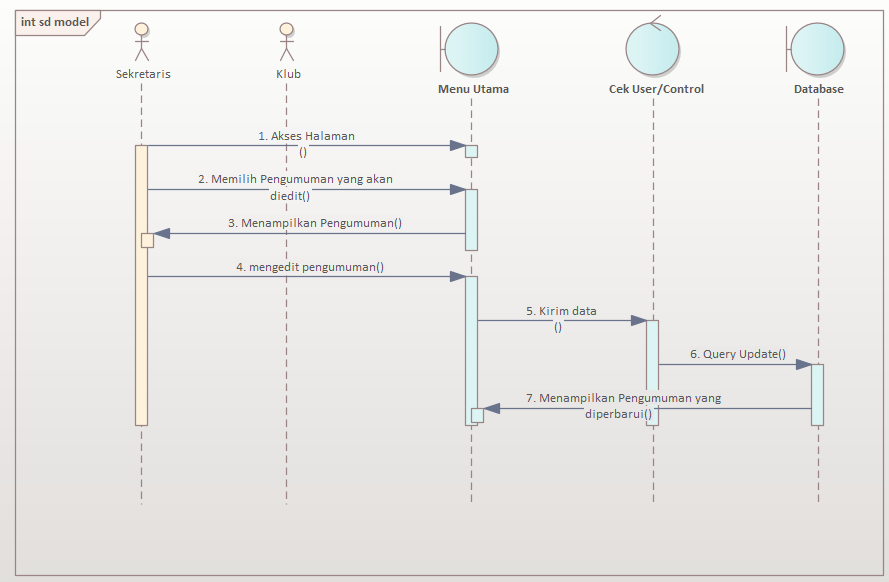 int sd model
Sekretaris
Klub
Menu Utama
Cek User/Control
Database
1. Akses Halaman
()
2. Memilih Pengumuman yang akan
diedit()
3. Menampilkan Pengumuman()
4. mengedit pengumuman()
5. Kirim data
()
6. Query Update()
7. Menampilkan Pengumuman yang
diperbarui()